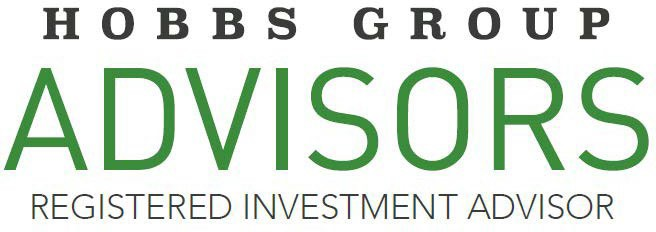 HOBBS GROUP
ADVISORS
REGISTERED INVESTMENT ADVISOR